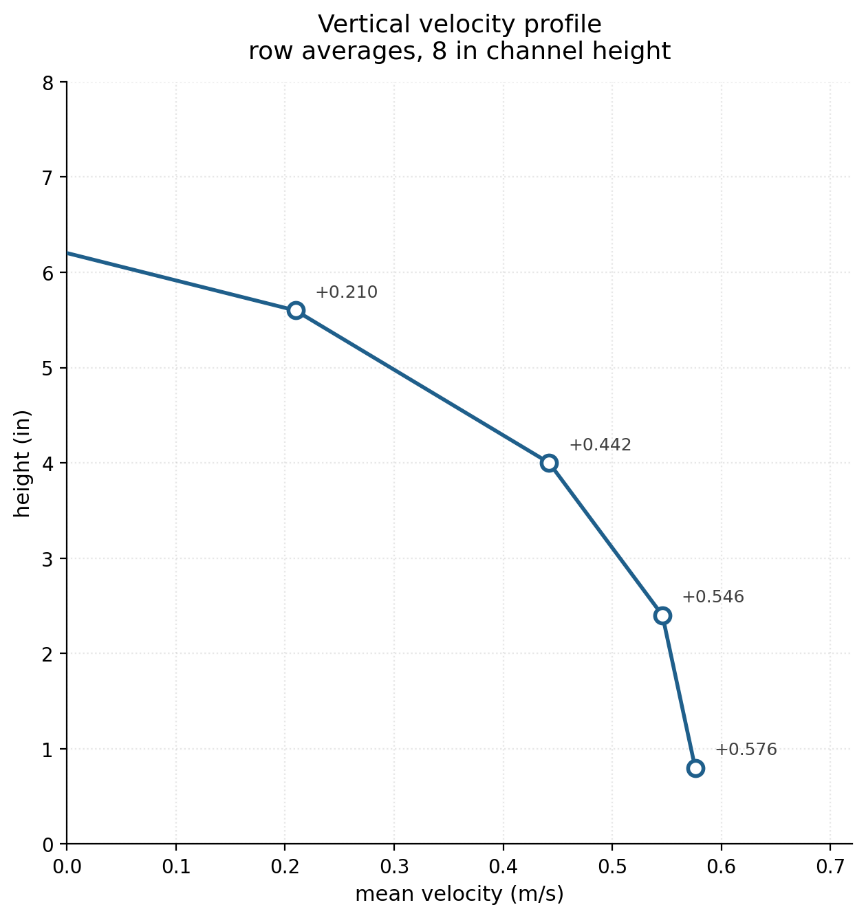 Vertical velocity profile
row averages, 8 in channel height
8
7
6
5
4
3
2
1
0
height (in)
+0.210
+0.442
+0.546
+0.576
0.0 0.1 0.2 0.3 0.4 0.5 0.6 0.7
mean velocity (m/s)